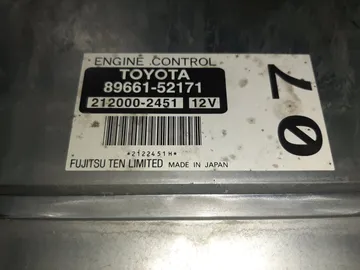 ENGINE CONTROL
TOYOTA
89661-52171
212000-2451 12V
*2122451H*
FUJITSU TEN LIMITED MADE IN JAPAN
07